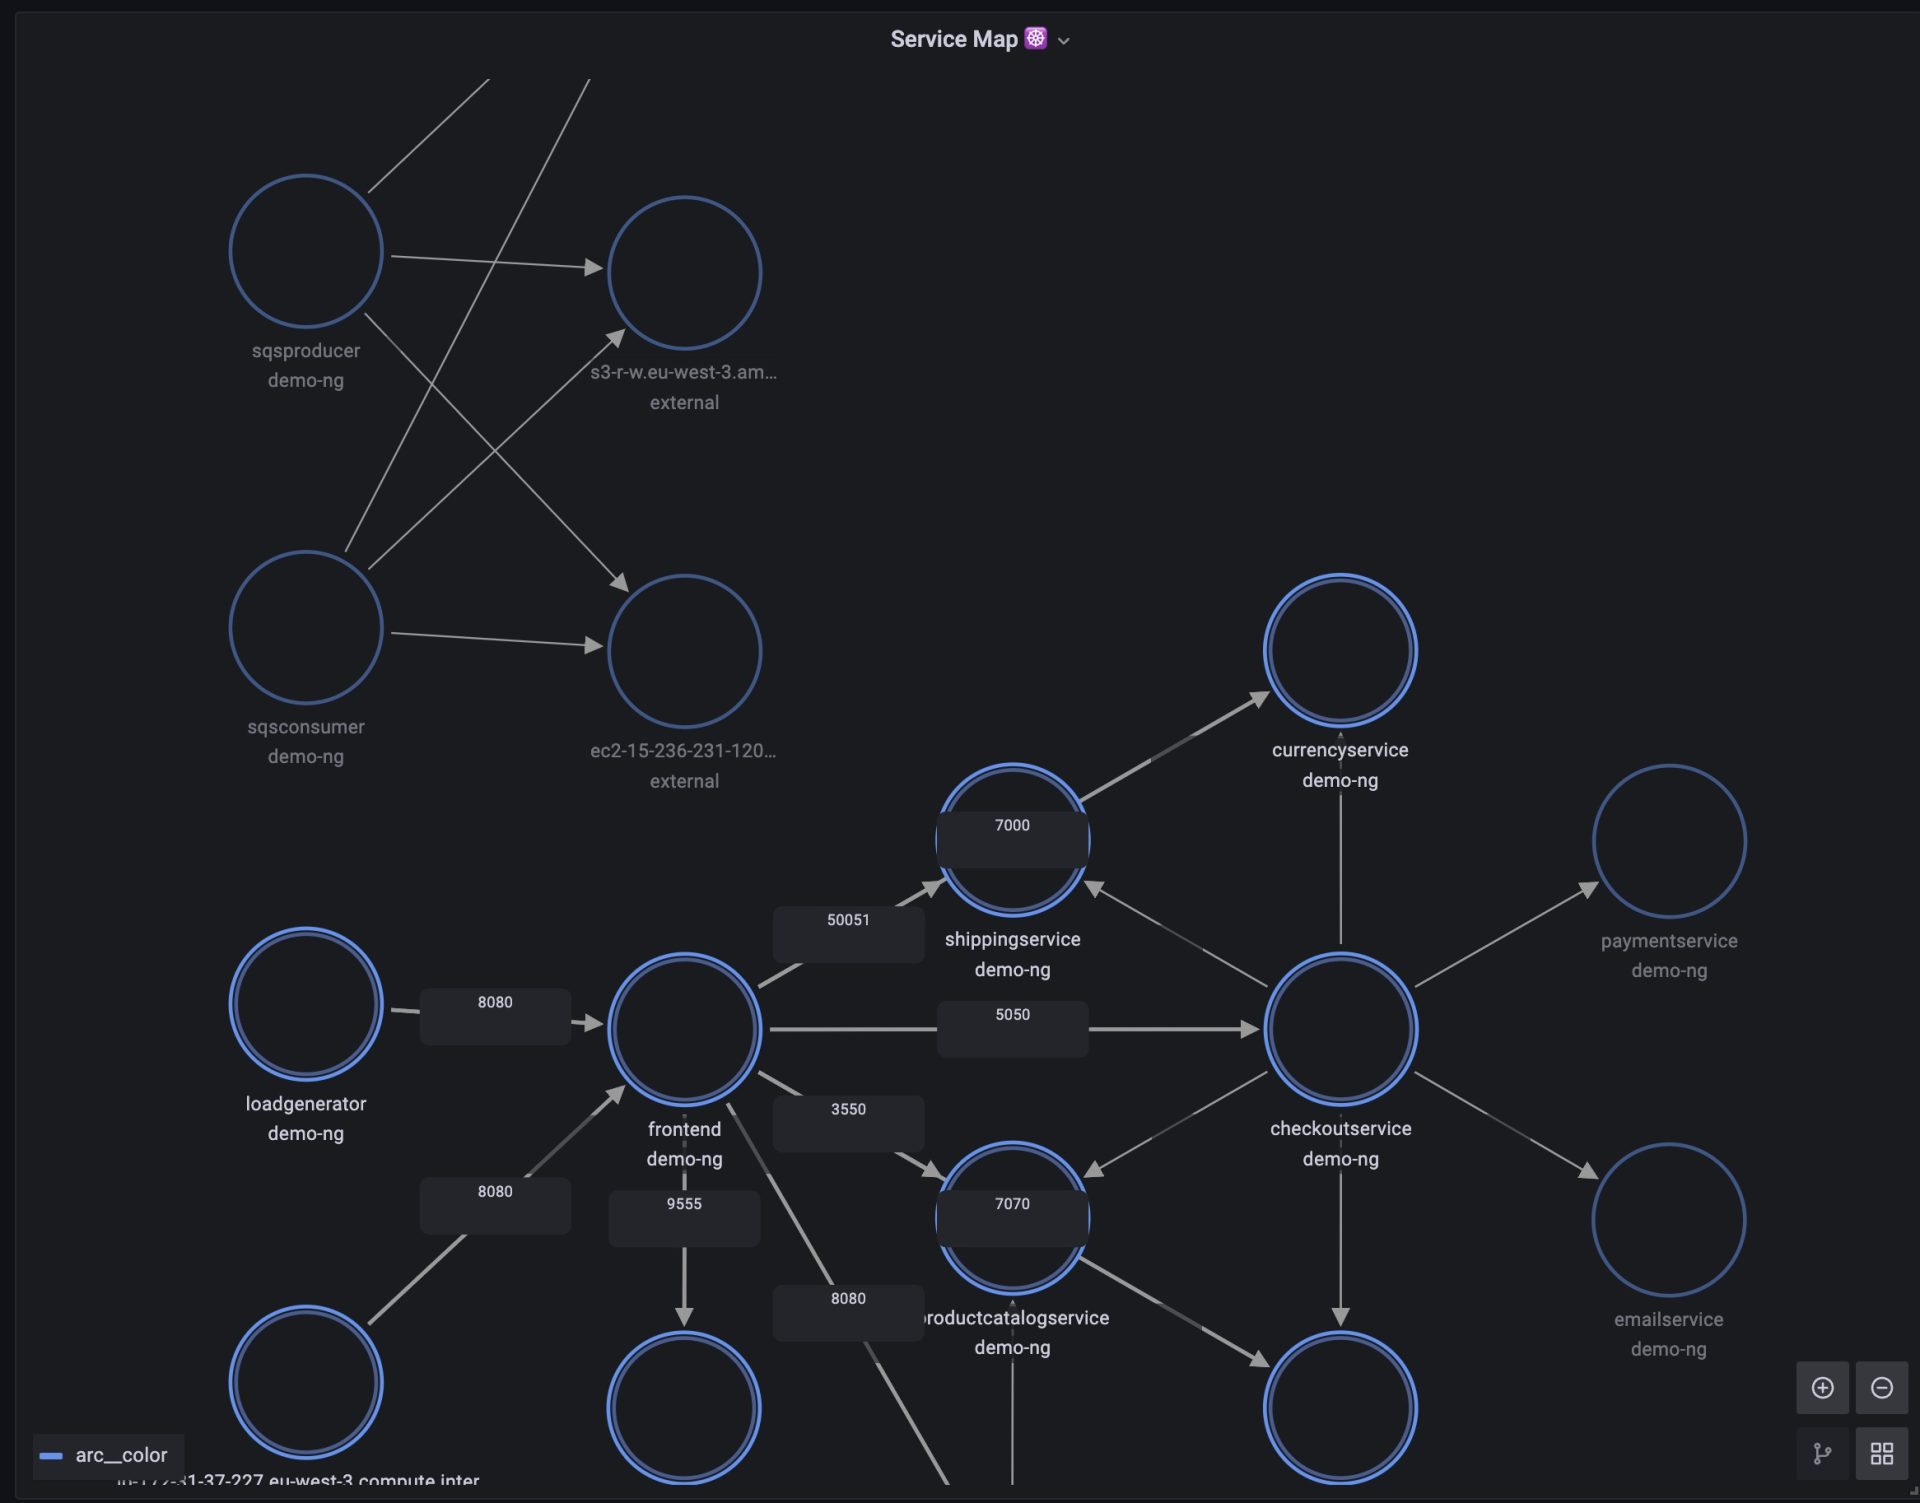 Service Map
sqsproducer
demo-ng
s3-r-w.eu-west-3.am...
external
sqsconsumer
demo-ng
ec2-15-236-231-120...
external
currencyservice
demo-ng
7000
shippingservice
demo-ng
50051
paymentservice
demo-ng
8080
5050
loadgenerator
demo-ng
frontend
demo-ng
3550
checkoutservice
demo-ng
8080
9555
7070
8080
productcatalogservice
demo-ng
emailservice
demo-ng
arc__color
ip-172-31-37-227.eu-west-3.compute.inter